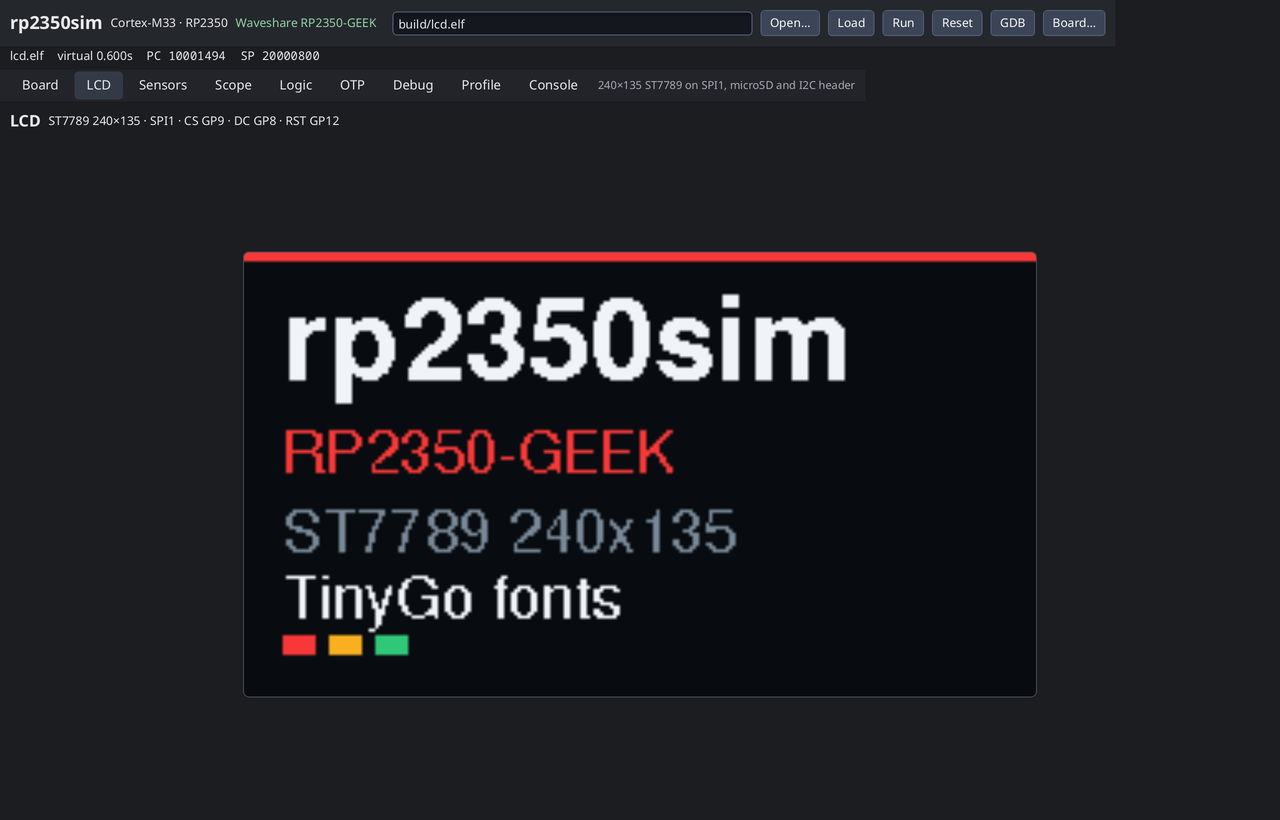 rp2350sim Cortex-M33 · RP2350 Waveshare RP2350-GEEK build/lcd.elf Open... Load Run Reset GDB Board...
lcd.elf virtual 0.600s PC 10001494 SP 20000800
Board LCD Sensors Scope Logic OTP Debug Profile Console 240×135 ST7789 on SPI1, microSD and I2C header
LCD ST7789 240×135 · SPI1 · CS GP9 · DC GP8 · RST GP12
rp2350sim
RP2350-GEEK
ST7789 240x135
TinyGo fonts